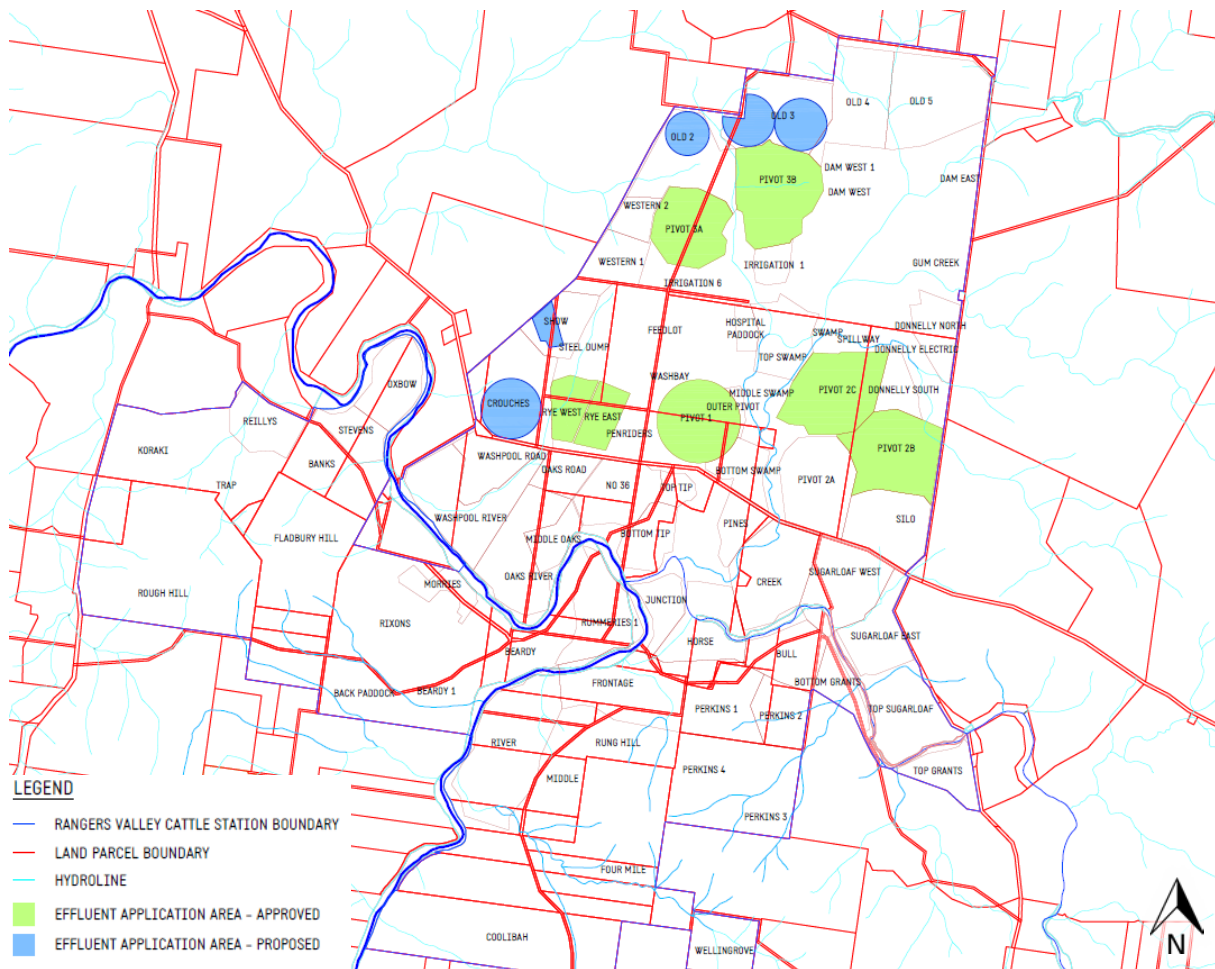 OLD 4
OLD 5
OLD 3
OLD 2
DAM WEST 1
PIVOT 3B
DAM EAST
DAM WEST
WESTERN 2
PIVOT 3A
WESTERN 1
IRRIGATION 1
GUM CREEK
IRRIGATION 6
SHOW
FEEDLOT
HOSPITAL
PADDOCK
SWAMP
DONNELLY NORTH
SPILLWAY
STEEL DUMP
DONNELLY ELECTRIC
TOP SWAMP
WASHBAY
OXBOW
MIDDLE SWAMP
PIVOT 2C
DONNELLY SOUTH
CROUCHES
OUTER PIVOT
RYE WEST
RYE EAST
PIVOT 1
REILLYS
STEVENS
PENRIDERS
KORAKI
PIVOT 2B
WASHPOOL ROAD
BANKS
OAKS ROAD
BOTTOM SWAMP
PIVOT 2A
TRAP
NO 36
TOP TIP
WASHPOOL RIVER
SILO
PINES
BOTTOM TIP
FLADBURY HILL
MIDDLE OAKS
SUGARLOAF WEST
OAKS RIVER
MORRIES
CREEK
ROUGH HILL
JUNCTION
RIXONS
RUMMERIES 1
SUGARLOAF EAST
HORSE
BEARDY
BULL
FRONTAGE
BOTTOM GRANTS
BACK PADDOCK
BEARDY 1
PERKINS 1
TOP SUGARLOAF
PERKINS 2
RIVER
RUNG HILL
PERKINS 4
TOP GRANTS
MIDDLE
PERKINS 3
FOUR MILE
COOLIBAH
WELLINGROVE
LEGEND
RANGERS VALLEY CATTLE STATION BOUNDARY
LAND PARCEL BOUNDARY
HYDROLINE
EFFLUENT APPLICATION AREA - APPROVED
EFFLUENT APPLICATION AREA - PROPOSED
N